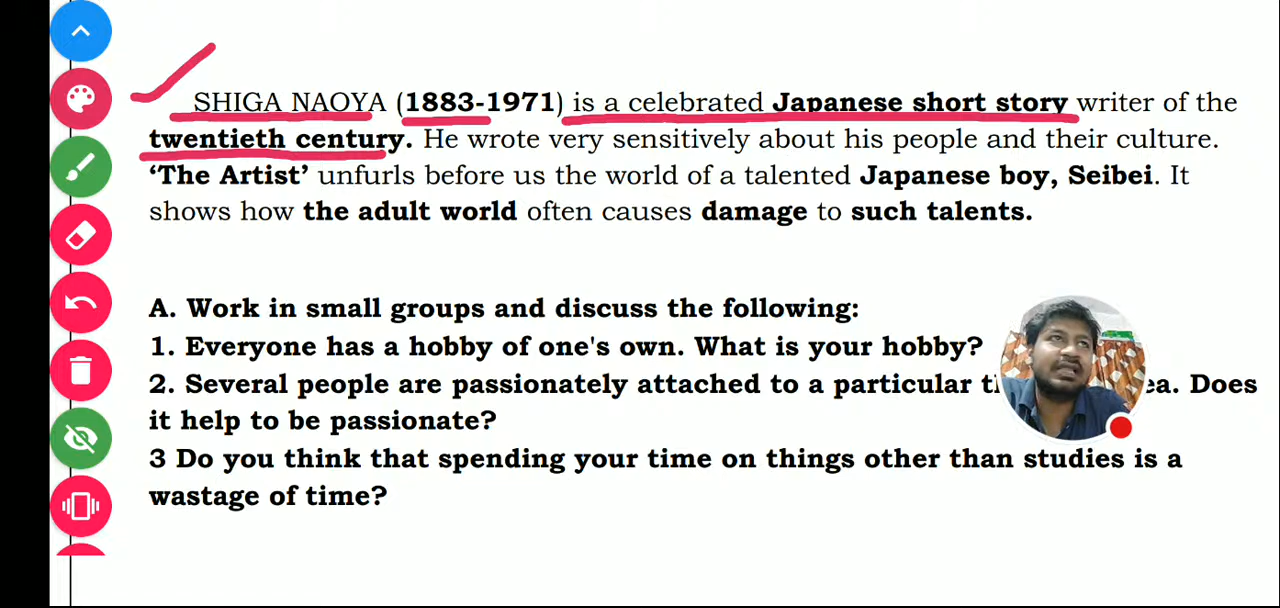 SHIGA NAOYA (1883-1971) is a celebrated Japanese short story writer of the
twentieth century. He wrote very sensitively about his people and their culture.
‘The Artist’ unfurls before us the world of a talented Japanese boy, Seibei. It
shows how the adult world often causes damage to such talents.
A. Work in small groups and discuss the following:
1. Everyone has a hobby of one's own. What is your hobby?
2. Several people are passionately attached to a particular Does
it help to be passionate?
3 Do you think that spending your time on things other than studies is a
wastage of time?